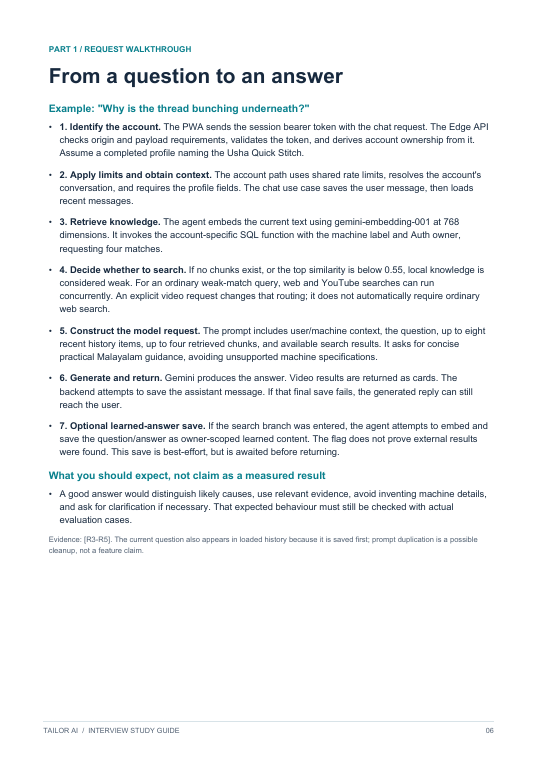 PART 1 / REQUEST WALKTHROUGH
From a question to an answer
Example: "Why is the thread bunching underneath?"
• 1. Identify the account. The PWA sends the session bearer token with the chat request. The Edge API
checks origin and payload requirements, validates the token, and derives account ownership from it.
Assume a completed profile naming the Usha Quick Stitch.
• 2. Apply limits and obtain context. The account path uses shared rate limits, resolves the account's
conversation, and requires the profile fields. The chat use case saves the user message, then loads
recent messages.
• 3. Retrieve knowledge. The agent embeds the current text using gemini-embedding-001 at 768
dimensions. It invokes the account-specific SQL function with the machine label and Auth owner,
requesting four matches.
• 4. Decide whether to search. If no chunks exist, or the top similarity is below 0.55, local knowledge is
considered weak. For an ordinary weak-match query, web and YouTube searches can run
concurrently. An explicit video request changes that routing; it does not automatically require ordinary
web search.
• 5. Construct the model request. The prompt includes user/machine context, the question, up to eight
recent history items, up to four retrieved chunks, and available search results. It asks for concise
practical Malayalam guidance, avoiding unsupported machine specifications.
• 6. Generate and return. Gemini produces the answer. Video results are returned as cards. The
backend attempts to save the assistant message. If that final save fails, the generated reply can still
reach the user.
• 7. Optional learned-answer save. If the search branch was entered, the agent attempts to embed and
save the question/answer as owner-scoped learned content. The flag does not prove external results
were found. This save is best-effort, but is awaited before returning.
What you should expect, not claim as a measured result
• A good answer would distinguish likely causes, use relevant evidence, avoid inventing machine details,
and ask for clarification if necessary. That expected behaviour must still be checked with actual
evaluation cases.
Evidence: [R3-R5]. The current question also appears in loaded history because it is saved first; prompt duplication is a possible
cleanup, not a feature claim.
TAILOR AI / INTERVIEW STUDY GUIDE 06